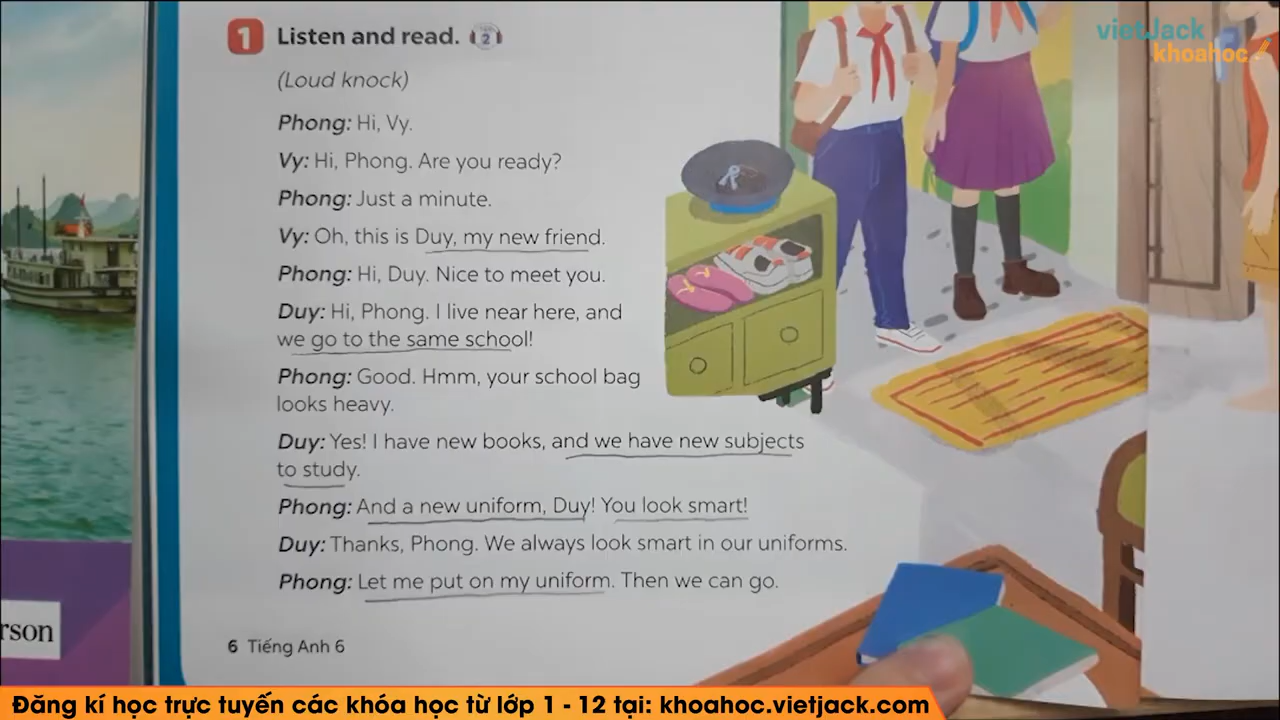 vietJack
khoahoc
1 Listen and read. 2
(Loud knock)
Phong: Hi, Vy.
Vy: Hi, Phong. Are you ready?
Phong: Just a minute.
Vy: Oh, this is Duy, my new friend.
Phong: Hi, Duy. Nice to meet you.
Duy: Hi, Phong. I live near here, and
we go to the same school!
Phong: Good. Hmm, your school bag
looks heavy.
Duy: Yes! I have new books, and we have new subjects
to study.
Phong: And a new uniform, Duy! You look smart!
Duy: Thanks, Phong. We always look smart in our uniforms.
Phong: Let me put on my uniform. Then we can go.
6 Tiếng Anh 6
rson
Đăng kí học trực tuyến các khóa học từ lớp 1 - 12 tại: khoahoc.vietjack.com